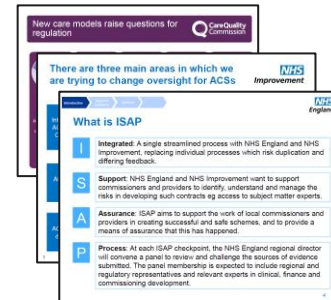 New care models raise questions for
regulation
CareQuality
Commission
There are three main areas in which we
are trying to change oversight for ACSs
NHS
Improvement
Introduction
NHS
England
What is ISAP
I
Integrated: A single streamlined process with NHS England and NHS
Improvement, replacing individual processes which risk duplication and
differing feedback.
S
Support: NHS England and NHS Improvement want to support
commissioners and providers to identify, understand and manage the
risks in developing such contracts eg access to subject matter experts.
A
Assurance: ISAP aims to support the work of local commissioners and
providers in creating successful and safe schemes, and to provide a
means of assurance that this has happened.
P
Process: At each ISAP checkpoint, the NHS England regional director
will convene a panel to review and challenge the sources of evidence
submitted. The panel membership is expected to include regional and
regulatory representatives and relevant experts in clinical, finance and
commissioning development.